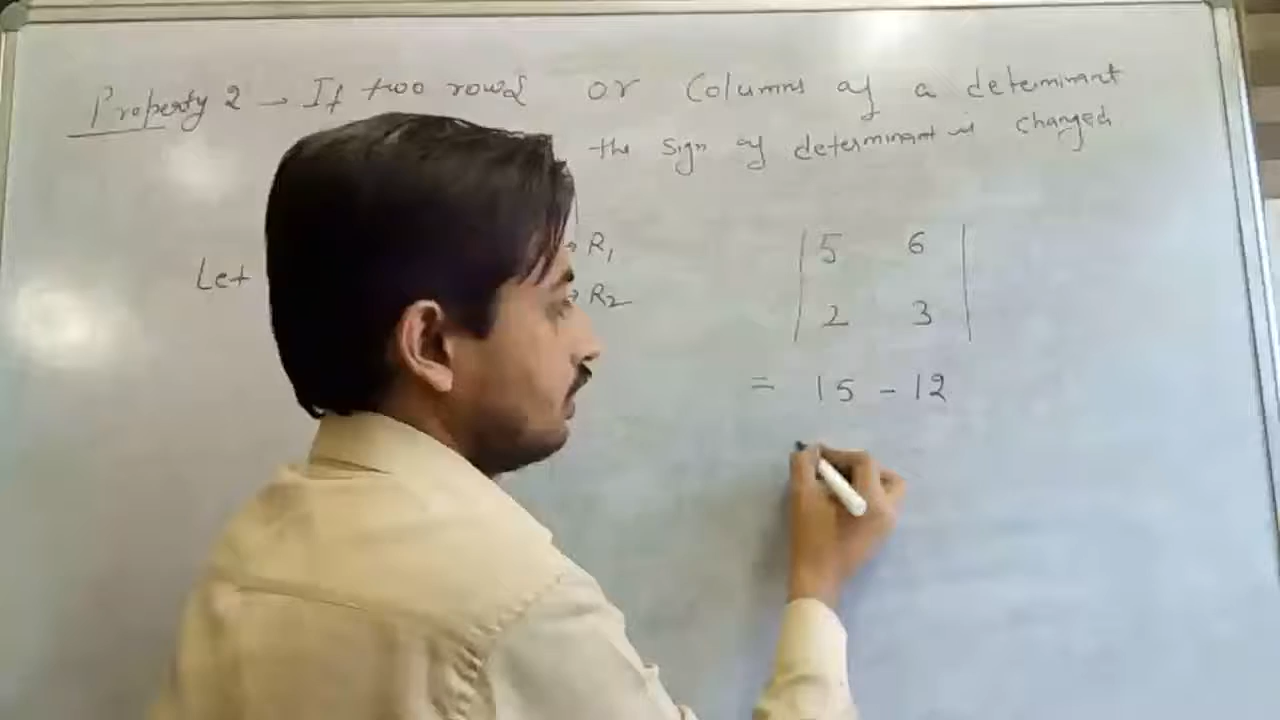 Property 2 → If two rows or Columns of a determinant
the sign of determinant is changed
Let → R1
→ R2
| 5 6 |
| 2 3 |
= 15 - 12